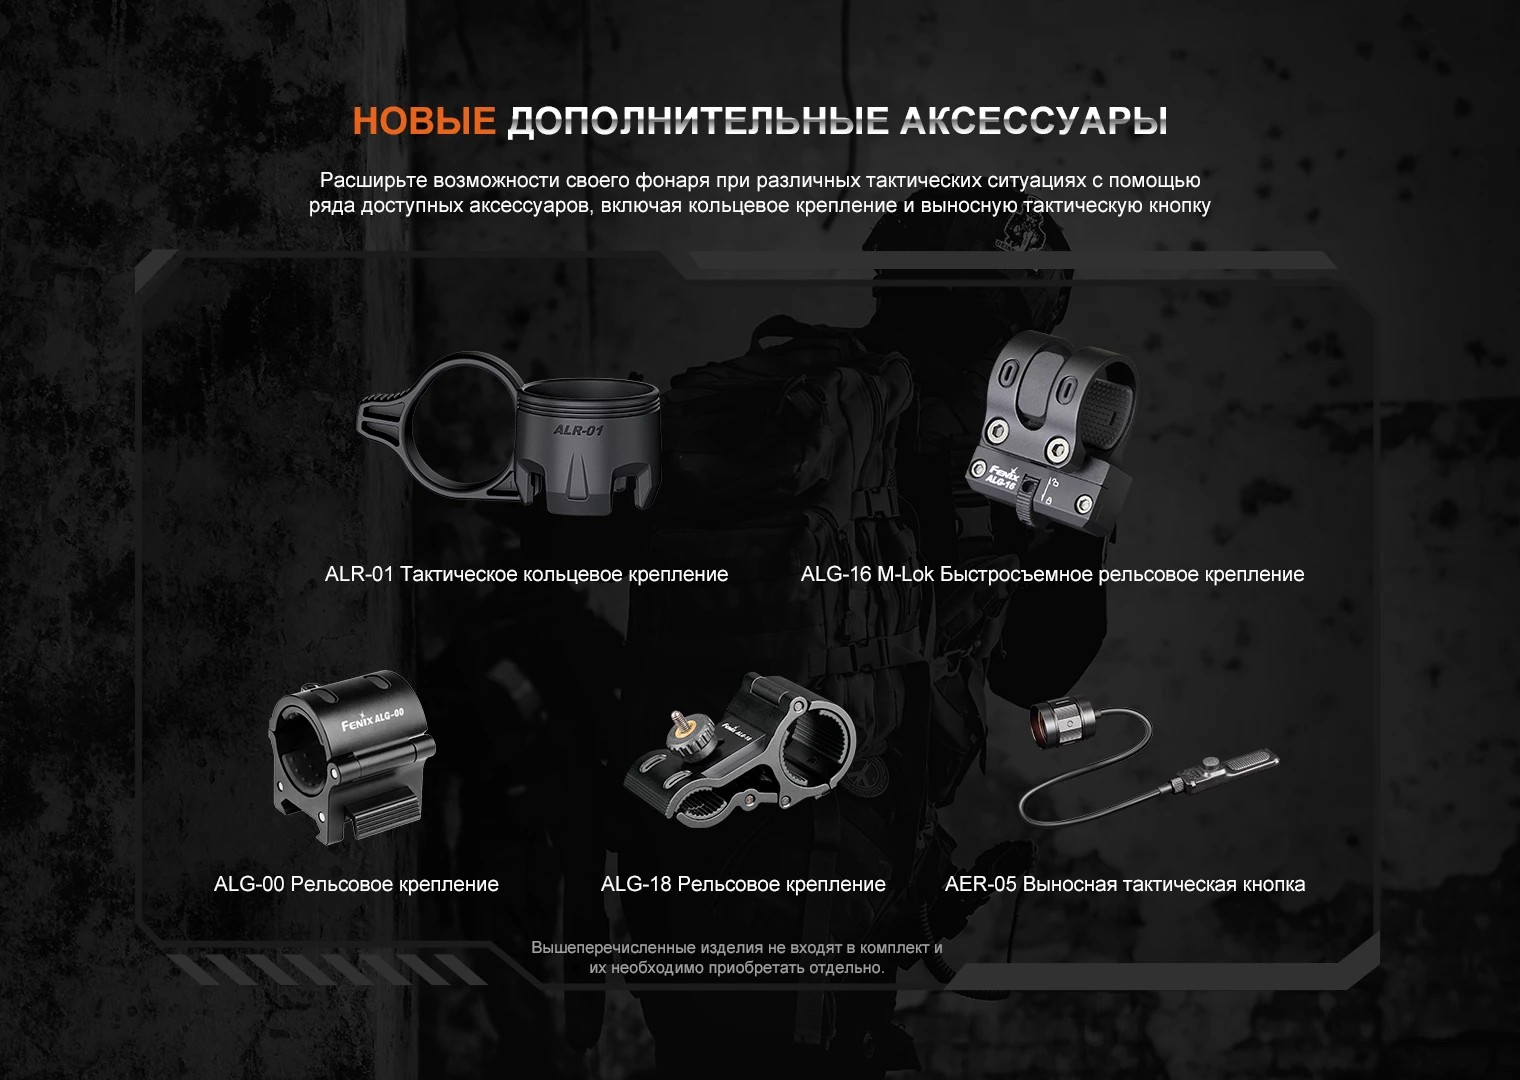 НОВЫЕ ДОПОЛНИТЕЛЬНЫЕ АКСЕССУАРЫ
Расширьте возможности своего фонаря при различных тактических ситуациях с помощью
ряда доступных аксессуаров, включая кольцевое крепление и выносную тактическую кнопку
ALR-01
FENIX
ALG-16
ALR-01 Тактическое кольцевое крепление
ALG-16 M-Lok Быстросъемное рельсовое крепление
FENIX ALG-00
FENIX ALG-18
ALG-00 Рельсовое крепление
ALG-18 Рельсовое крепление
AER-05 Выносная тактическая кнопка
Вышеперечисленные изделия не входят в комплект и
их необходимо приобретать отдельно.